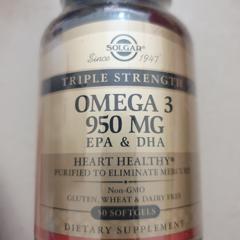 SOLGAR
Since 1947
TRIPLE STRENGTH
OMEGA 3
950 MG
EPA & DHA
HEART HEALTHY*
PURIFIED TO ELIMINATE MERCURY
Non-GMO
GLUTEN, WHEAT & DAIRY FREE
50 SOFTGELS
DIETARY SUPPLEMENT